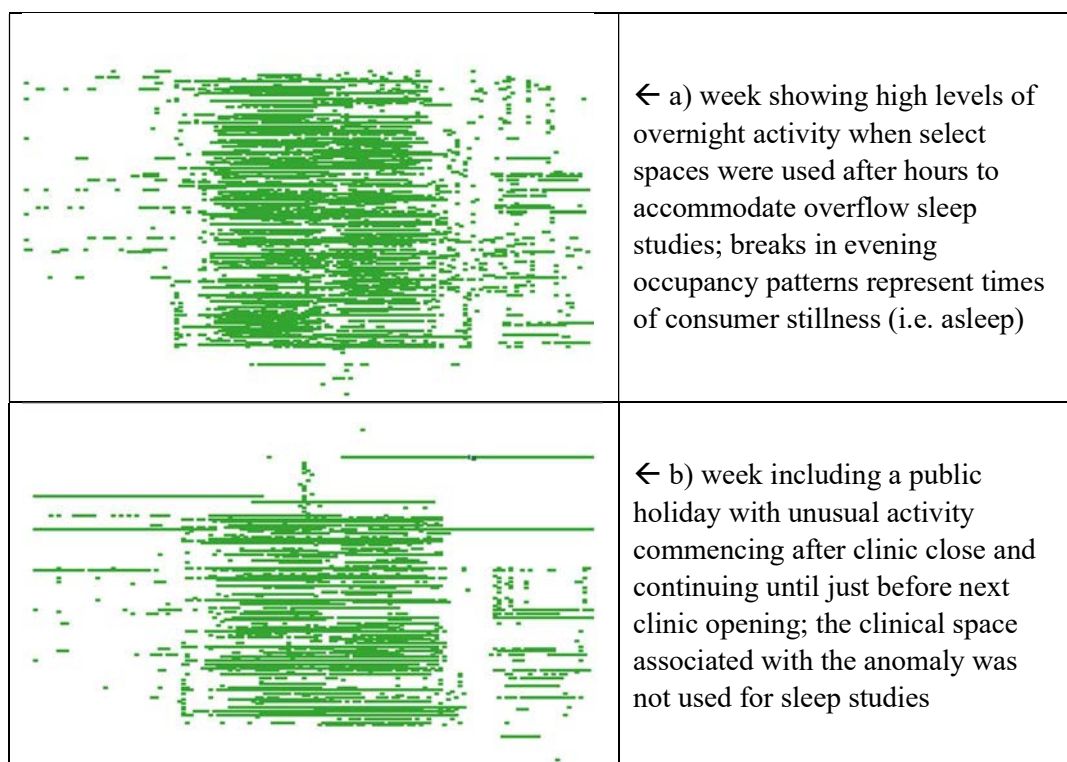 ← a) week showing high levels of
overnight activity when select
spaces were used after hours to
accommodate overflow sleep
studies; breaks in evening
occupancy patterns represent times
of consumer stillness (i.e. asleep)
← b) week including a public
holiday with unusual activity
commencing after clinic close and
continuing until just before next
clinic opening; the clinical space
associated with the anomaly was
not used for sleep studies